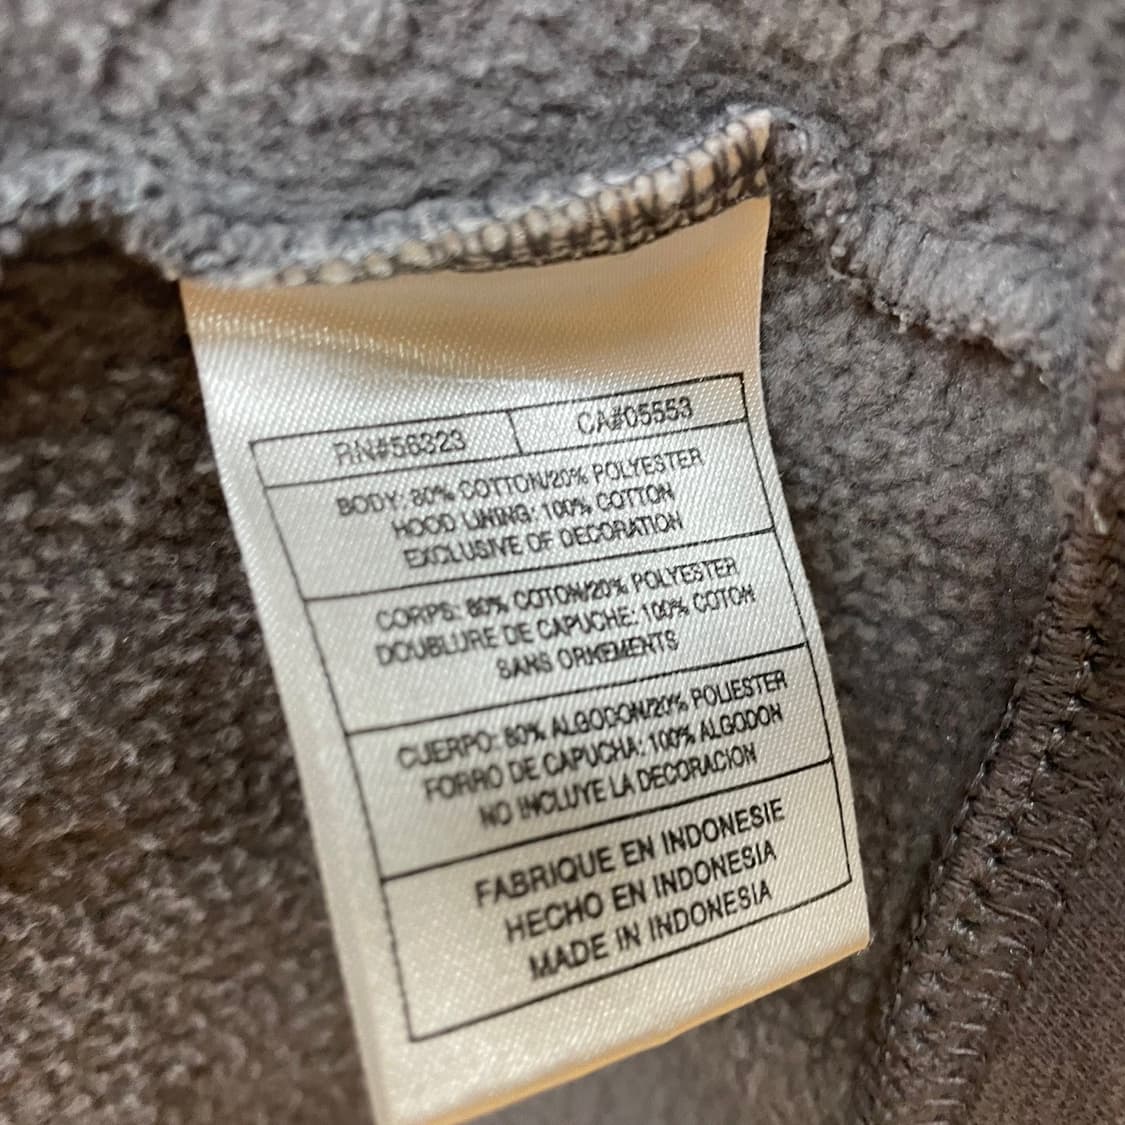 RN#56323 CA#05553
BODY: 80% COTTON/20% POLYESTER
HOOD LINING: 100% COTTON
EXCLUSIVE OF DECORATION
CORPS: 80% COTON/20% POLYESTER
DOUBLURE DE CAPUCHE: 100% COTON
SANS ORNEMENTS
CUERPO: 80% ALGODON/20% POLIESTER
FORRO DE CAPUCHA: 100% ALGODON
NO INCLUYE LA DECORACION
FABRIQUE EN INDONESIE
HECHO EN INDONESIA
MADE IN INDONESIA